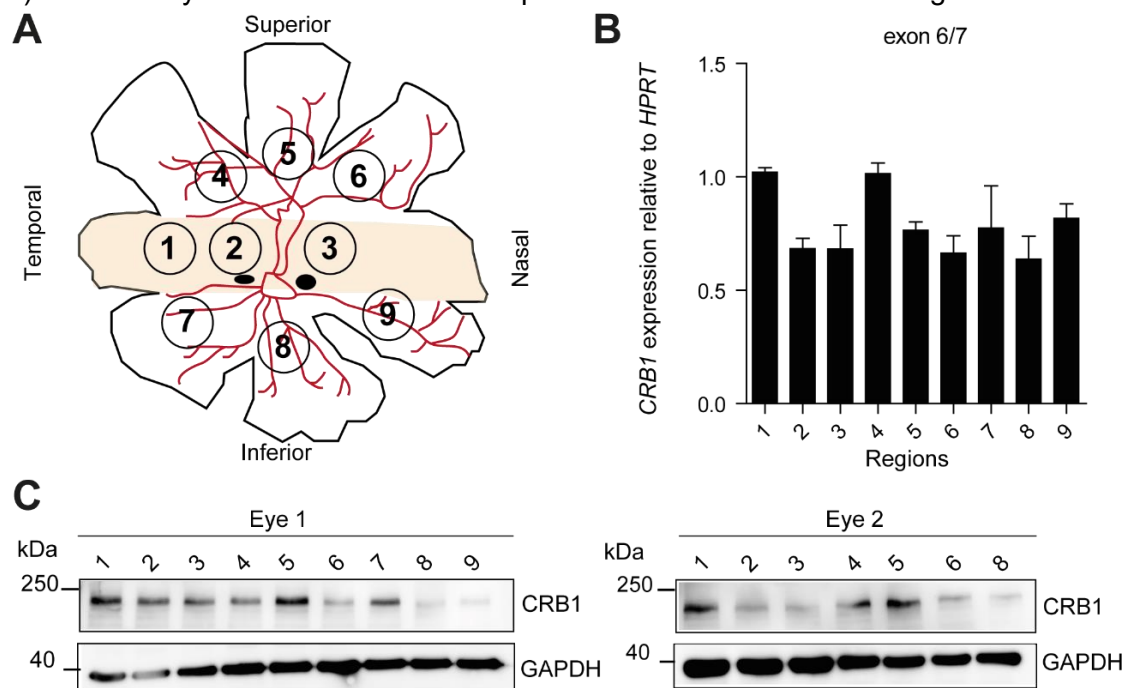 A
Superior
Temporal
Nasal
1
2
3
4
5
6
7
8
9
Inferior
B
exon 6/7
CRB1 expression relative to HPRT
1.5
1.0
0.5
0.0
1 2 3 4 5 6 7 8 9
Regions
C
Eye 1
kDa
1 2 3 4 5 6 7 8 9
250
CRB1
40
GAPDH
Eye 2
kDa
1 2 3 4 5 6 8
250
CRB1
40
GAPDH